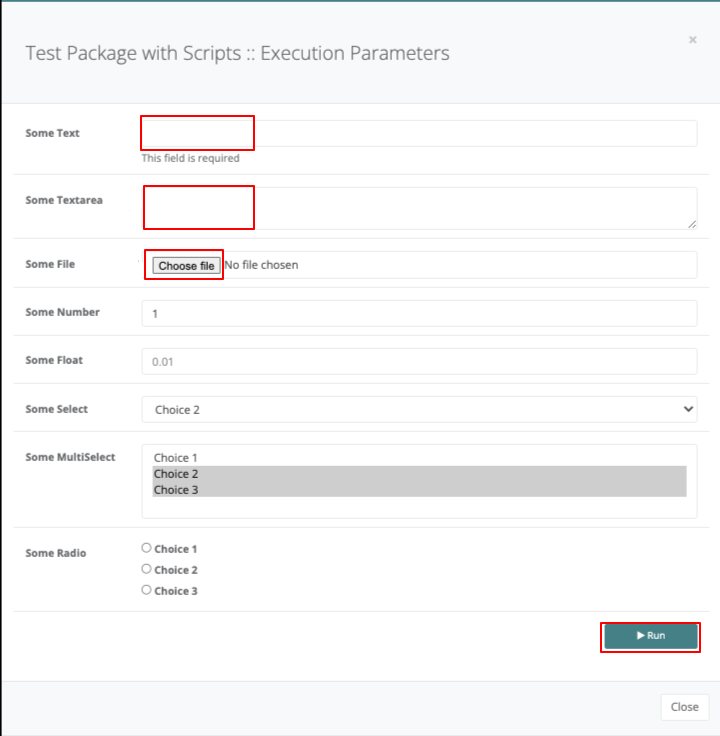 Test Package with Scripts :: Execution Parameters
×
Some Text
This field is required
Some Textarea
Some File
Choose file No file chosen
Some Number
1
Some Float
0.01
Some Select
Choice 2
Some MultiSelect
Choice 1
Choice 2
Choice 3
Some Radio
Choice 1
Choice 2
Choice 3
Run
Close